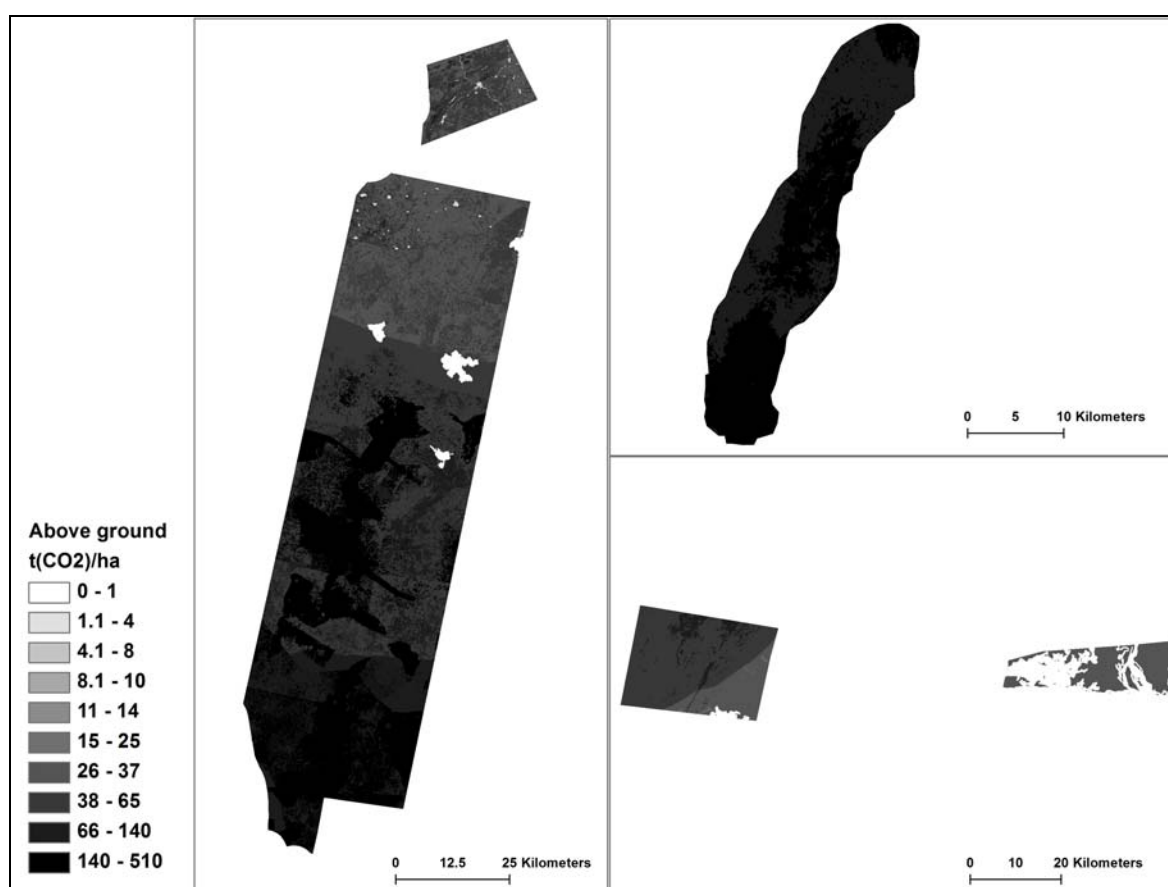 Above ground
t(CO2)/ha
0 - 1
1.1 - 4
4.1 - 8
8.1 - 10
11 - 14
15 - 25
26 - 37
38 - 65
66 - 140
140 - 510
0 12.5 25 Kilometers
0 5 10 Kilometers
0 10 20 Kilometers